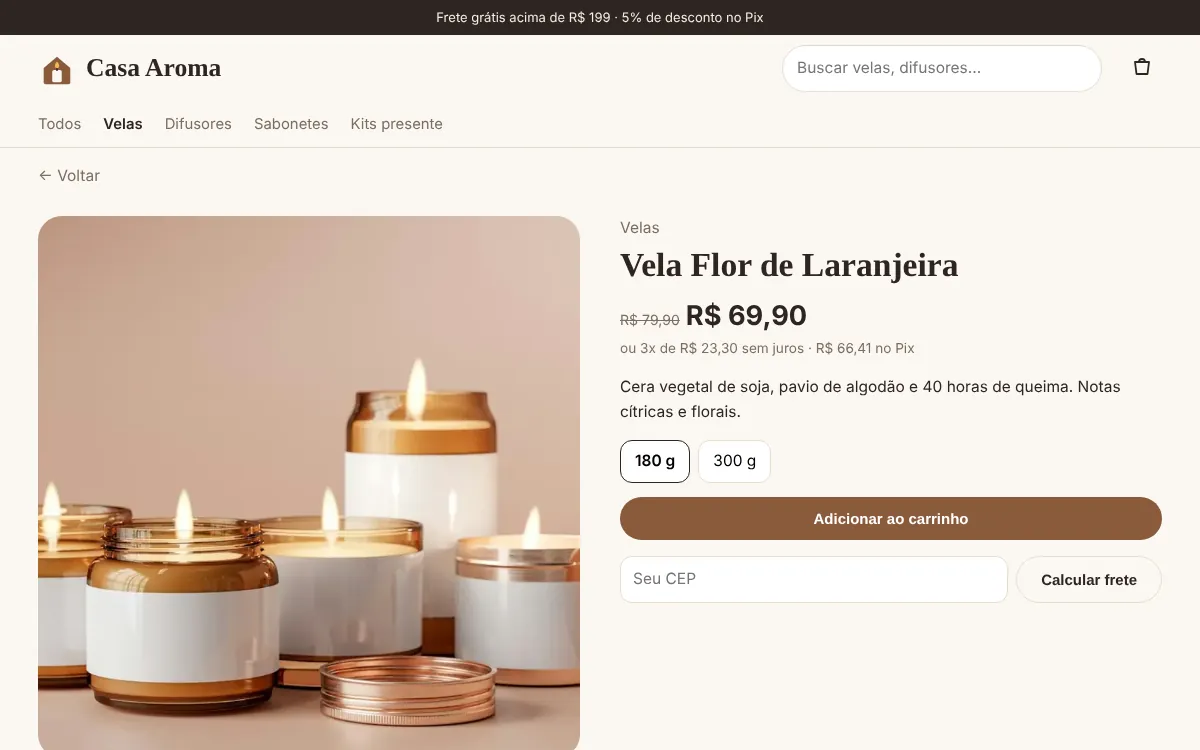 Frete grátis acima de R$ 199 · 5% de desconto no Pix
Casa Aroma
Buscar velas, difusores...
Todos Velas Difusores Sabonetes Kits presente
← Voltar
Velas
Vela Flor de Laranjeira
R$ 79,90 R$ 69,90
ou 3x de R$ 23,30 sem juros · R$ 66,41 no Pix
Cera vegetal de soja, pavio de algodão e 40 horas de queima. Notas
cítricas e florais.
180 g 300 g
Adicionar ao carrinho
Seu CEP Calcular frete